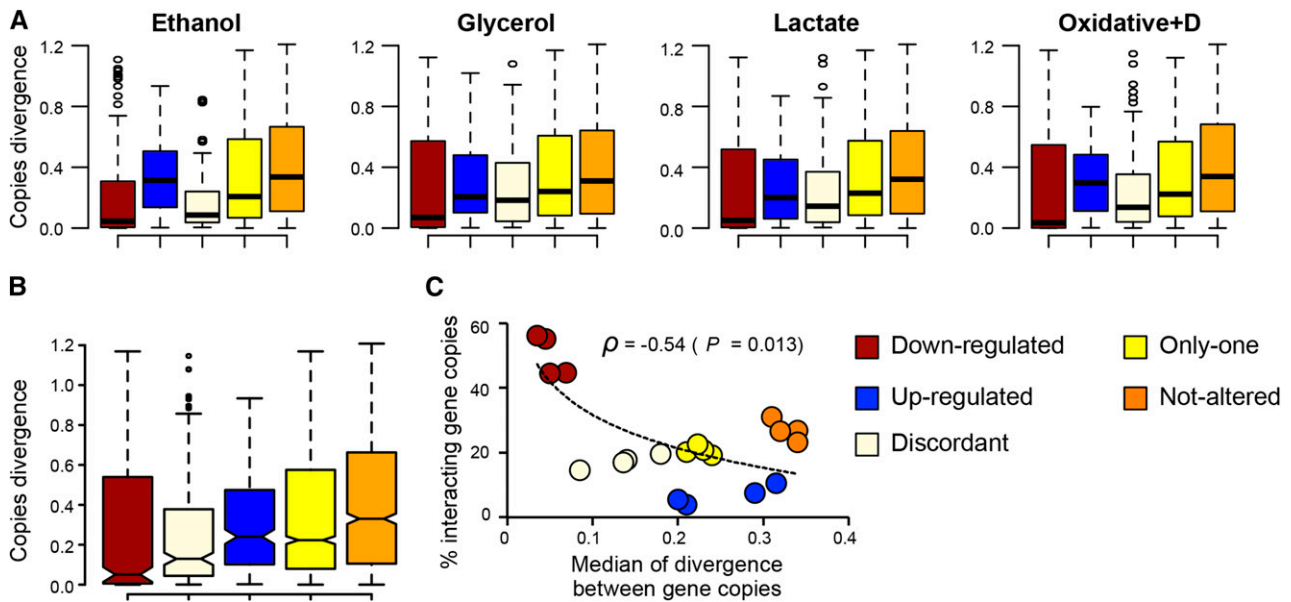 A
Ethanol
Glycerol
Lactate
Oxidative+D
Copies divergence
1.2
0.8
0.4
0.0
1.2
0.8
0.4
0.0
1.2
0.8
0.4
0.0
1.2
0.8
0.4
0.0
B
Copies divergence
1.2
1.0
0.8
0.6
0.4
0.2
0.0
C
% interacting gene copies
60
40
20
0
ρ = -0.54 ( P = 0.013)
0 0.1 0.2 0.3 0.4
Median of divergence
between gene copies
Down-regulated
Up-regulated
Discordant
Only-one
Not-altered